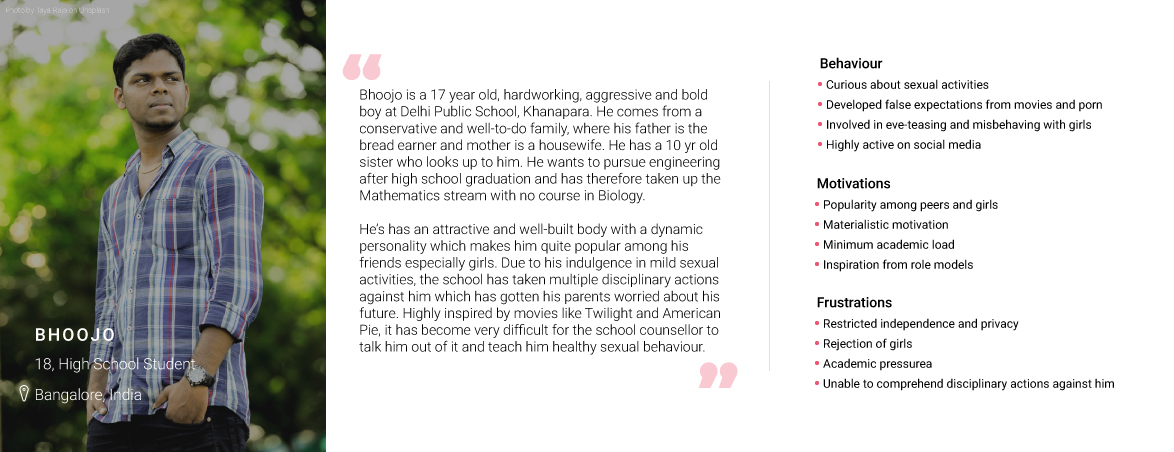 Photo by Taya Raja on Unsplash
BHOOJO
18, High School Student
Bangalore, India
Bhoojo is a 17 year old, hardworking, aggressive and bold
boy at Delhi Public School, Khanapara. He comes from a
conservative and well-to-do family, where his father is the
bread earner and mother is a housewife. He has a 10 yr old
sister who looks up to him. He wants to pursue engineering
after high school graduation and has therefore taken up the
Mathematics stream with no course in Biology.
He's has an attractive and well-built body with a dynamic
personality which makes him quite popular among his
friends especially girls. Due to his indulgence in mild sexual
activities, the school has taken multiple disciplinary actions
against him which has gotten his parents worried about his
future. Highly inspired by movies like Twilight and American
Pie, it has become very difficult for the school counsellor to
talk him out of it and teach him healthy sexual behaviour.
Behaviour
Curious about sexual activities
Developed false expectations from movies and porn
Involved in eve-teasing and misbehaving with girls
Highly active on social media
Motivations
Popularity among peers and girls
Materialistic motivation
Minimum academic load
Inspiration from role models
Frustrations
Restricted independence and privacy
Rejection of girls
Academic pressurea
Unable to comprehend disciplinary actions against him